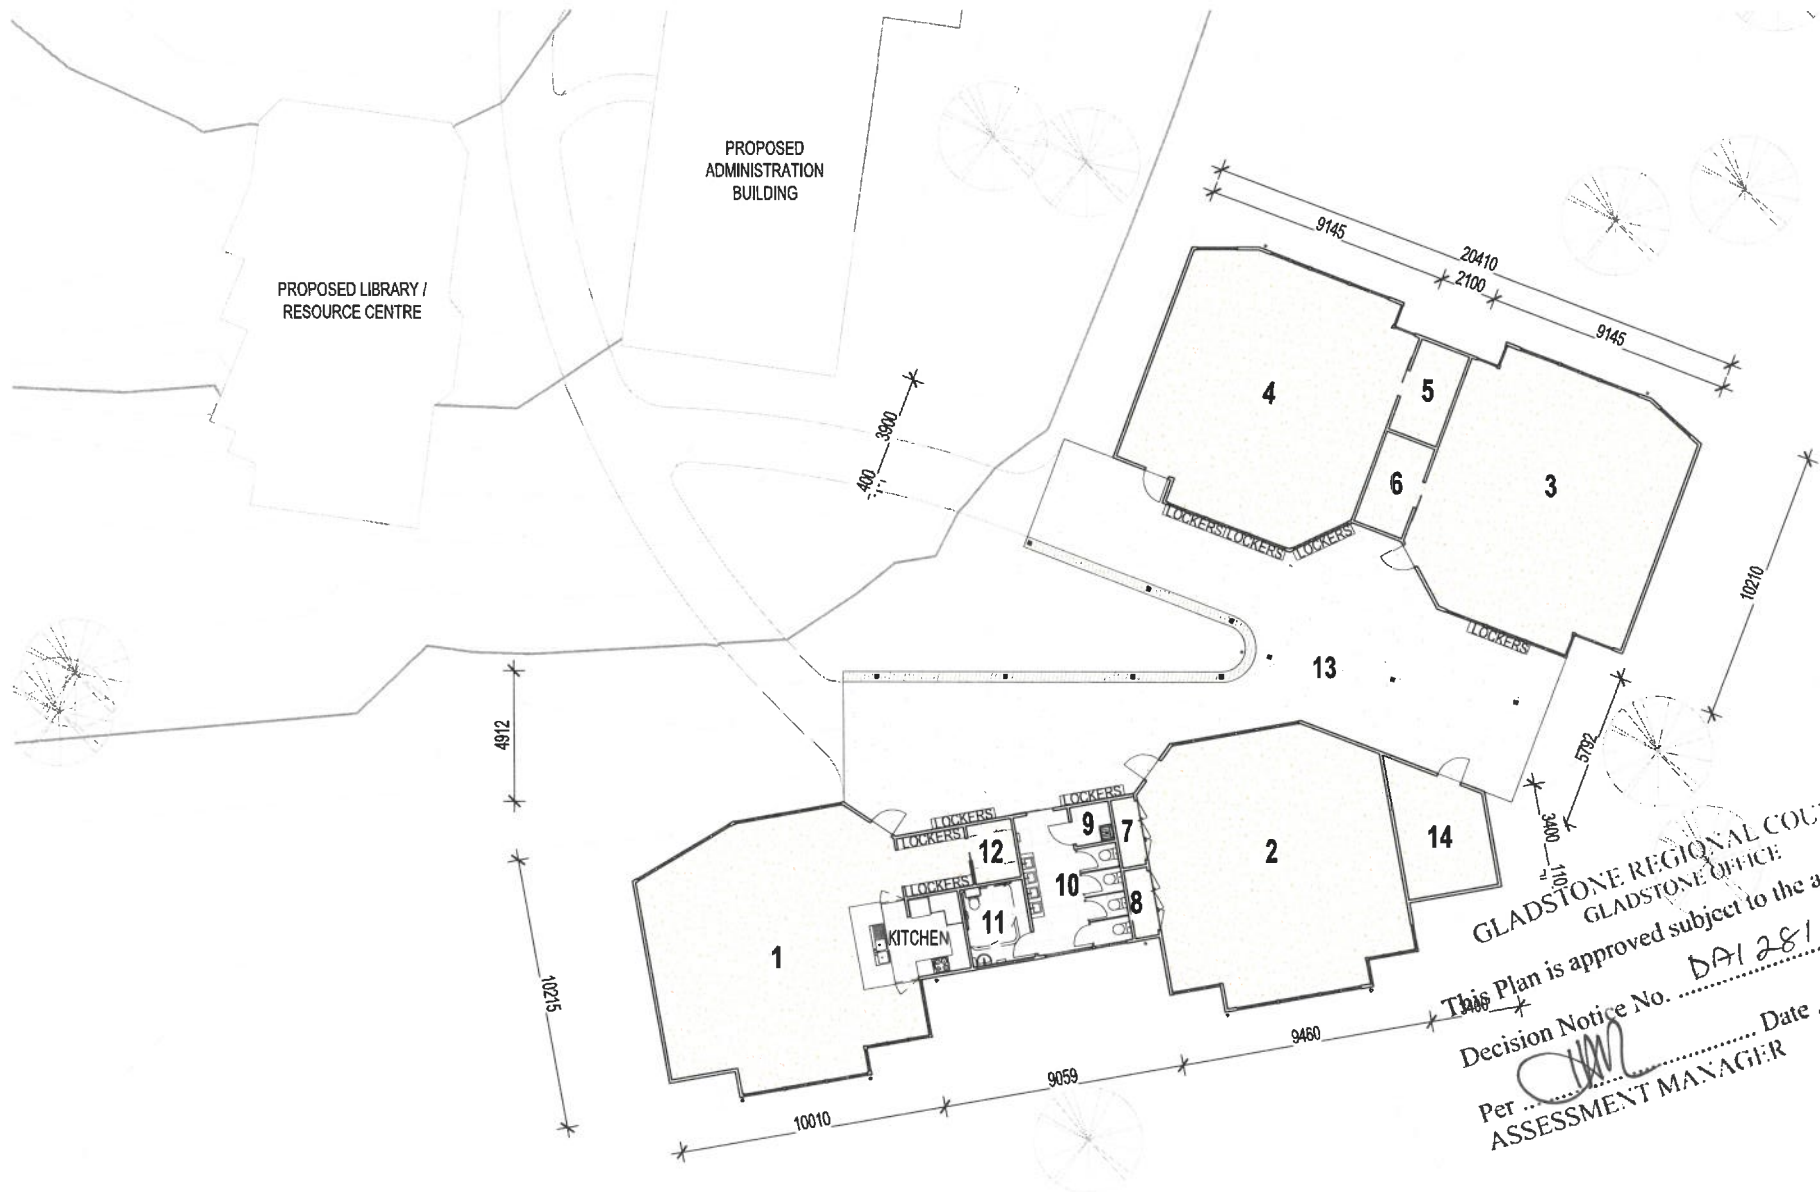 PROPOSED
ADMINISTRATION
BUILDING
PROPOSED LIBRARY /
RESOURCE CENTRE
9145
20410
2100
9145
3900
400
4
5
6
3
LOCKERS
LOCKERS
LOCKERS
LOCKERS
10210
13
5792
4912
3400
110
LOCKERS
LOCKERS
LOCKERS
LOCKERS
9
7
12
10
8
11
KITCHEN
1
2
14
10215
10010
9059
9460
3400
GLADSTONE REGIONAL COU
GLADSTONE OFFICE
This Plan is approved subject to the a
Decision Notice No. DA1 281
Per Date
ASSESSMENT MANAGER